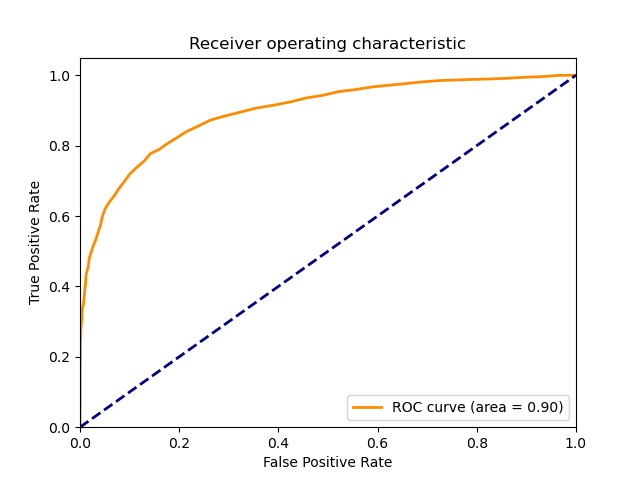 Receiver operating characteristic
1.0
0.8
0.6
0.4
0.2
0.0
True Positive Rate
ROC curve (area = 0.90)
0.0 0.2 0.4 0.6 0.8 1.0
False Positive Rate